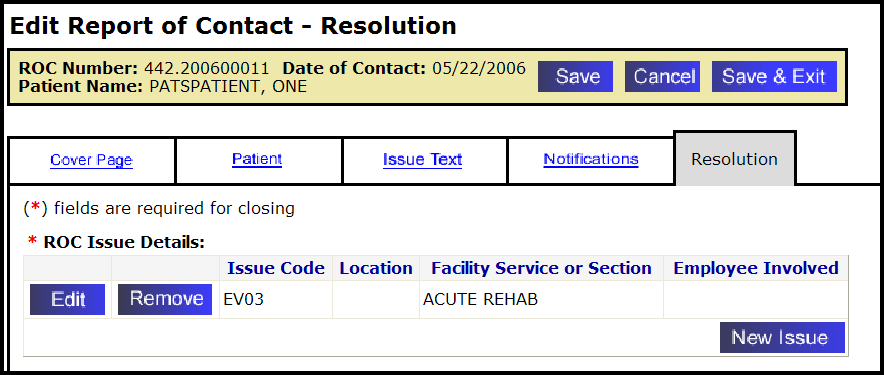 Edit Report of Contact - Resolution
ROC Number: 442.200600011 Date of Contact: 05/22/2006
Patient Name: PATSPATIENT, ONE
Save Cancel Save & Exit
Cover Page Patient Issue Text Notifications Resolution
(*) fields are required for closing
* ROC Issue Details:
Issue Code Location Facility Service or Section Employee Involved
Edit Remove EV03 ACUTE REHAB
New Issue